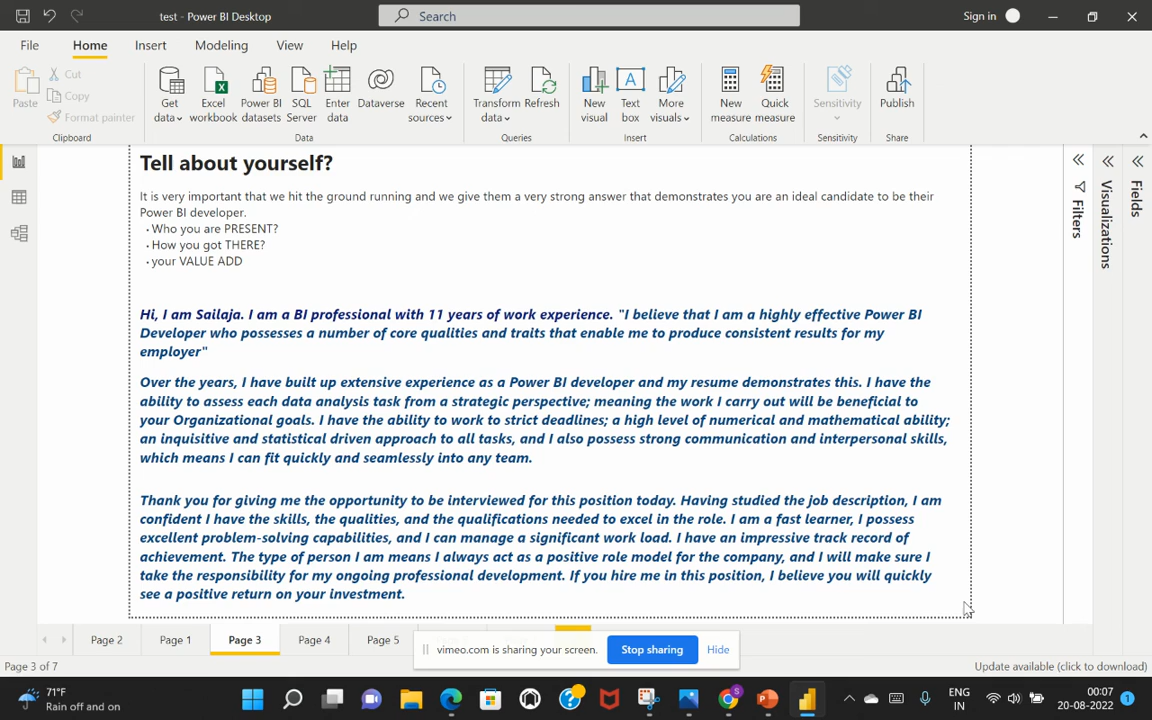 test - Power BI Desktop
Search
Sign in
File
Home
Insert
Modeling
View
Help
Paste
Cut
Copy
Format painter
Clipboard
Get data
Excel workbook
Power BI datasets
SQL Server
Enter data
Dataverse
Recent sources
Data
Transform data
Refresh
Queries
New visual
Text box
More visuals
Insert
New measure
Quick measure
Calculations
Sensitivity
Sensitivity
Publish
Share
Tell about yourself?
It is very important that we hit the ground running and we give them a very strong answer that demonstrates you are an ideal candidate to be their
Power BI developer.
• Who you are PRESENT?
• How you got THERE?
• your VALUE ADD
Hi, I am Sailaja. I am a BI professional with 11 years of work experience. "I believe that I am a highly effective Power BI
Developer who possesses a number of core qualities and traits that enable me to produce consistent results for my
employer"
Over the years, I have built up extensive experience as a Power BI developer and my resume demonstrates this. I have the
ability to assess each data analysis task from a strategic perspective; meaning the work I carry out will be beneficial to
your Organizational goals. I have the ability to work to strict deadlines; a high level of numerical and mathematical ability;
an inquisitive and statistical driven approach to all tasks, and I also possess strong communication and interpersonal skills,
which means I can fit quickly and seamlessly into any team.
Thank you for giving me the opportunity to be interviewed for this position today. Having studied the job description, I am
confident I have the skills, the qualities, and the qualifications needed to excel in the role. I am a fast learner, I possess
excellent problem-solving capabilities, and I can manage a significant work load. I have an impressive track record of
achievement. The type of person I am means I always act as a positive role model for the company, and I will make sure I
take the responsibility for my ongoing professional development. If you hire me in this position, I believe you will quickly
see a positive return on your investment.
Filters
Visualizations
Fields
Page 2
Page 1
Page 3
Page 4
Page 5
vimeo.com is sharing your screen.
Stop sharing
Hide
Page 3 of 7
Update available (click to download)
71°F
Rain off and on
ENG
IN
00:07
20-08-2022
1